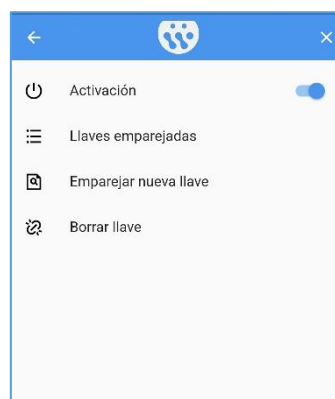 Activación
Llaves emparejadas
Emparejar nueva llave
Borrar llave